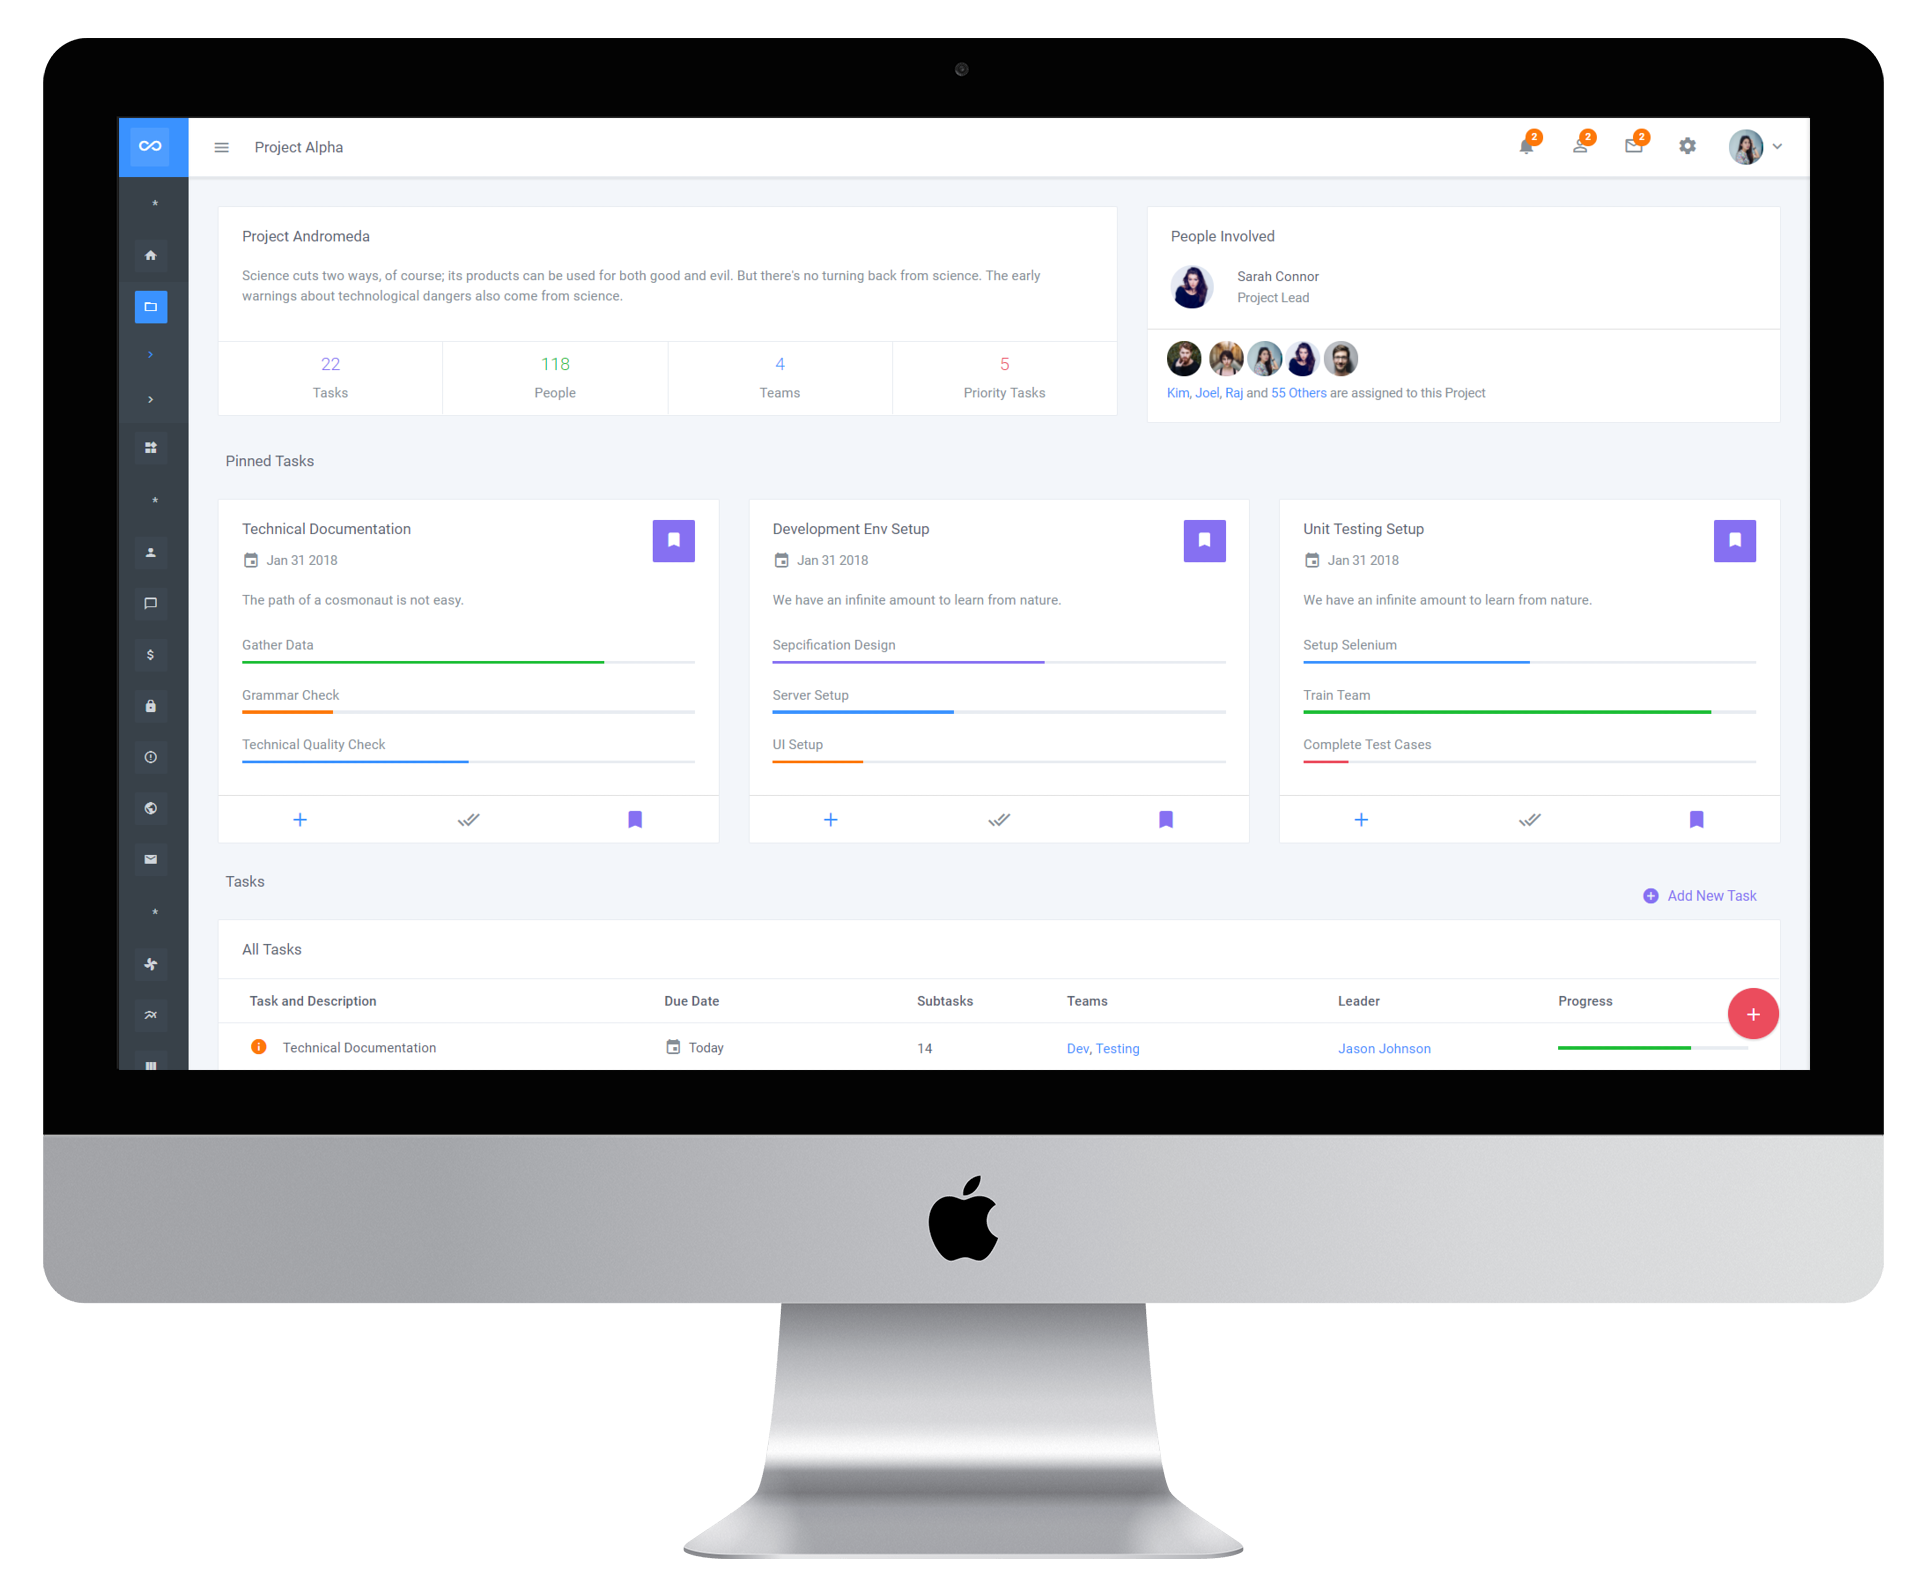 Project Alpha
2
2
2
Project Andromeda
Science cuts two ways, of course; its products can be used for both good and evil. But there's no turning back from science. The early
warnings about technological dangers also come from science.
22
118
4
5
Tasks
People
Teams
Priority Tasks
People Involved
Sarah Connor
Project Lead
Kim, Joel, Raj and 55 Others are assigned to this Project
Pinned Tasks
Technical Documentation
Jan 31 2018
The path of a cosmonaut is not easy.
Gather Data
Grammar Check
Technical Quality Check
Development Env Setup
Jan 31 2018
We have an infinite amount to learn from nature.
Sepcification Design
Server Setup
UI Setup
Unit Testing Setup
Jan 31 2018
We have an infinite amount to learn from nature.
Setup Selenium
Train Team
Complete Test Cases
Tasks
Add New Task
All Tasks
Task and Description Due Date Subtasks Teams Leader Progress
Technical Documentation Today 14 Dev, Testing Jason Johnson